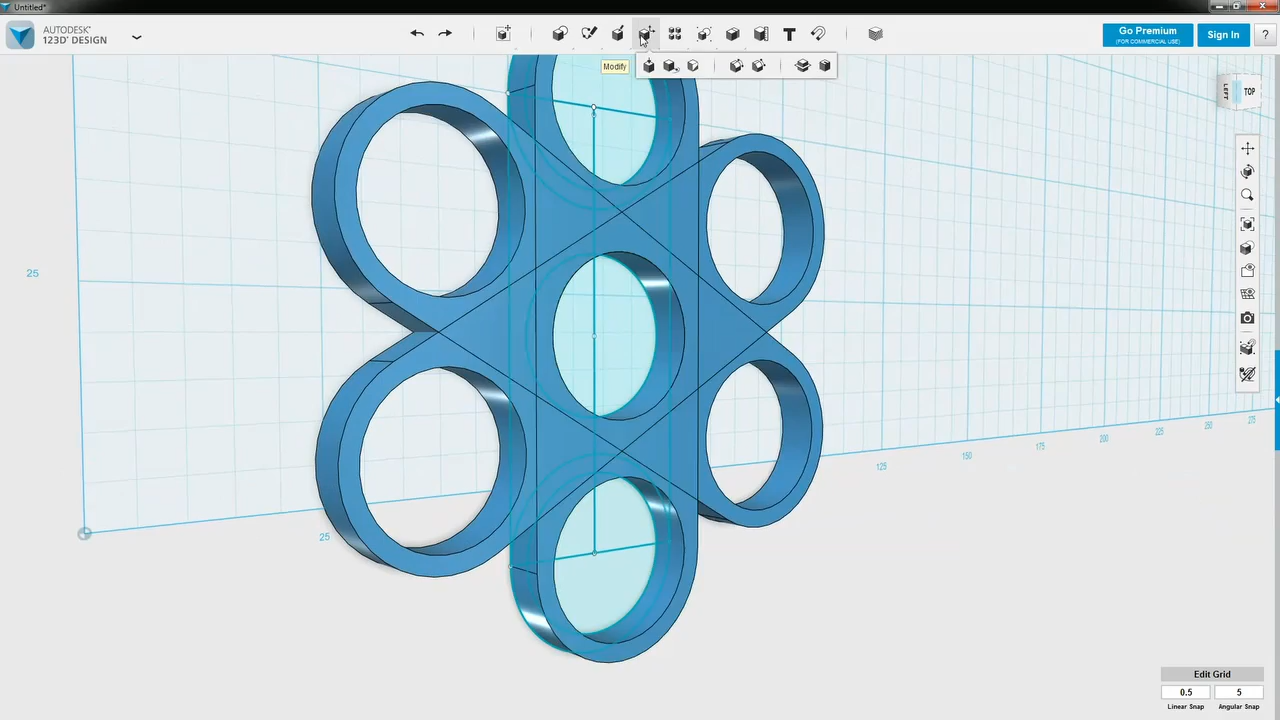 Untitled*
AUTODESK®
123D® DESIGN
T
Go Premium
(FOR COMMERCIAL USE)
Sign In
?
Modify
LEFT
TOP
25
25
125
150
175
200
225
250
275
Edit Grid
0.5
5
Linear Snap
Angular Snap